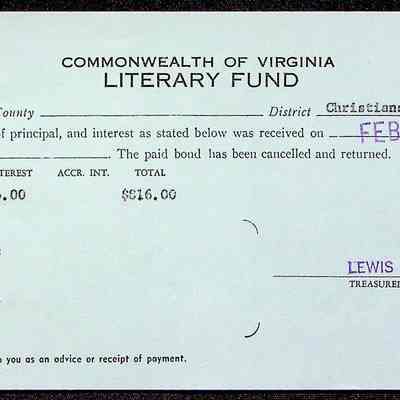 COMMONWEALTH OF VIRGINIA
LITERARY FUND
County District Christians
of principal, and interest as stated below was received on FEB
The paid bond has been cancelled and returned.
TEREST ACCR. INT. TOTAL
.00 $816.00
LEWIS
TREASURER
o you as an advice or receipt of payment.